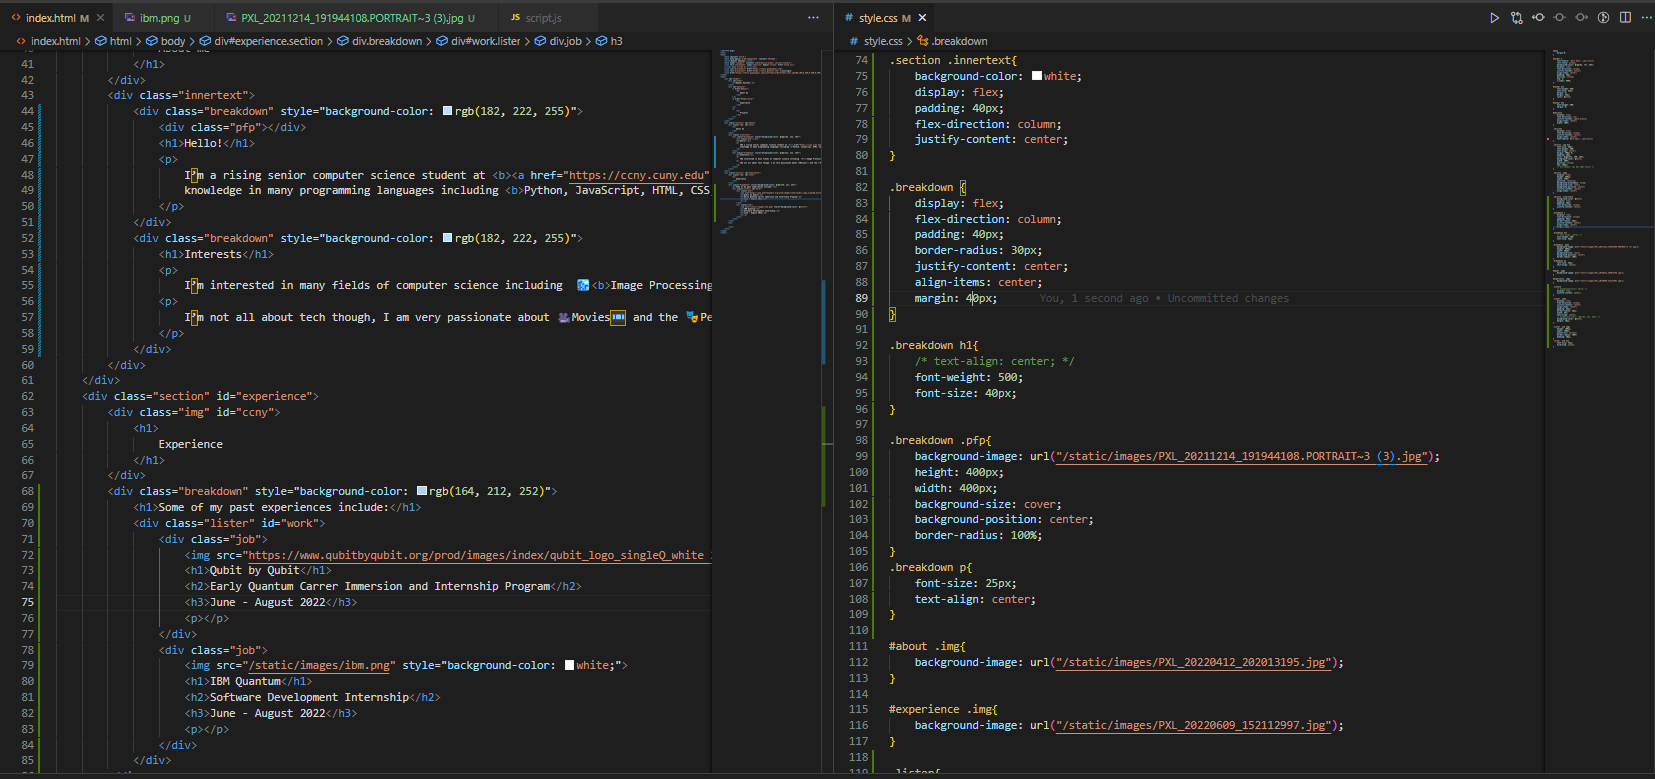 index.html M
ibm.png U
PXL_20211214_191944108.PORTRAIT~3 (3).jpg U
JS script.js
index.html > html > body > div#experience.section > div.breakdown > div#work.lister > div.job > h3
41 </h1>
42 </div>
43 <div class="innertext">
44 <div class="breakdown" style="background-color: rgb(182, 222, 255)">
45 <div class="pfp"></div>
46 <h1>Hello!</h1>
47 <p>
48 I’m a rising senior computer science student at <b><a href="https://ccny.cuny.edu"
49 knowledge in many programming languages including <b>Python, JavaScript, HTML, CSS
50 </p>
51 </div>
52 <div class="breakdown" style="background-color: rgb(182, 222, 255)">
53 <h1>Interests</h1>
54 <p>
55 I’m interested in many fields of computer science including <b>Image Processing
56 <p>
57 I’m not all about tech though, I am very passionate about 🎥Movies🎟 and the 🎭Pe
58 </p>
59 </div>
60 </div>
61 </div>
62 <div class="section" id="experience">
63 <div class="img" id="ccny">
64 <h1>
65 Experience
66 </h1>
67 </div>
68 <div class="breakdown" style="background-color: rgb(164, 212, 252)">
69 <h1>Some of my past experiences include:</h1>
70 <div class="lister" id="work">
71 <div class="job">
72 <img src="https://www.qubitbyqubit.org/prod/images/index/qubit_logo_singleQ_white
73 <h1>Qubit by Qubit</h1>
74 <h2>Early Quantum Carrer Immersion and Internship Program</h2>
75 <h3>June - August 2022</h3>
76 <p></p>
77 </div>
78 <div class="job">
79 <img src="/static/images/ibm.png" style="background-color: white;">
80 <h1>IBM Quantum</h1>
81 <h2>Software Development Internship</h2>
82 <h3>June - August 2022</h3>
83 <p></p>
84 </div>
85 </div>
# style.css M
# style.css > .breakdown
74 .section .innertext{
75 background-color: white;
76 display: flex;
77 padding: 40px;
78 flex-direction: column;
79 justify-content: center;
80 }
81
82 .breakdown {
83 display: flex;
84 flex-direction: column;
85 padding: 40px;
86 border-radius: 30px;
87 justify-content: center;
88 align-items: center;
89 margin: 40px; You, 1 second ago • Uncommitted changes
90 }
91
92 .breakdown h1{
93 /* text-align: center; */
94 font-weight: 500;
95 font-size: 40px;
96 }
97
98 .breakdown .pfp{
99 background-image: url("/static/images/PXL_20211214_191944108.PORTRAIT~3 (3).jpg");
100 height: 400px;
101 width: 400px;
102 background-size: cover;
103 background-position: center;
104 border-radius: 100%;
105 }
106 .breakdown p{
107 font-size: 25px;
108 text-align: center;
109 }
110
111 #about .img{
112 background-image: url("/static/images/PXL_20220412_202013195.jpg");
113 }
114
115 #experience .img{
116 background-image: url("/static/images/PXL_20220609_152112997.jpg");
117 }
118